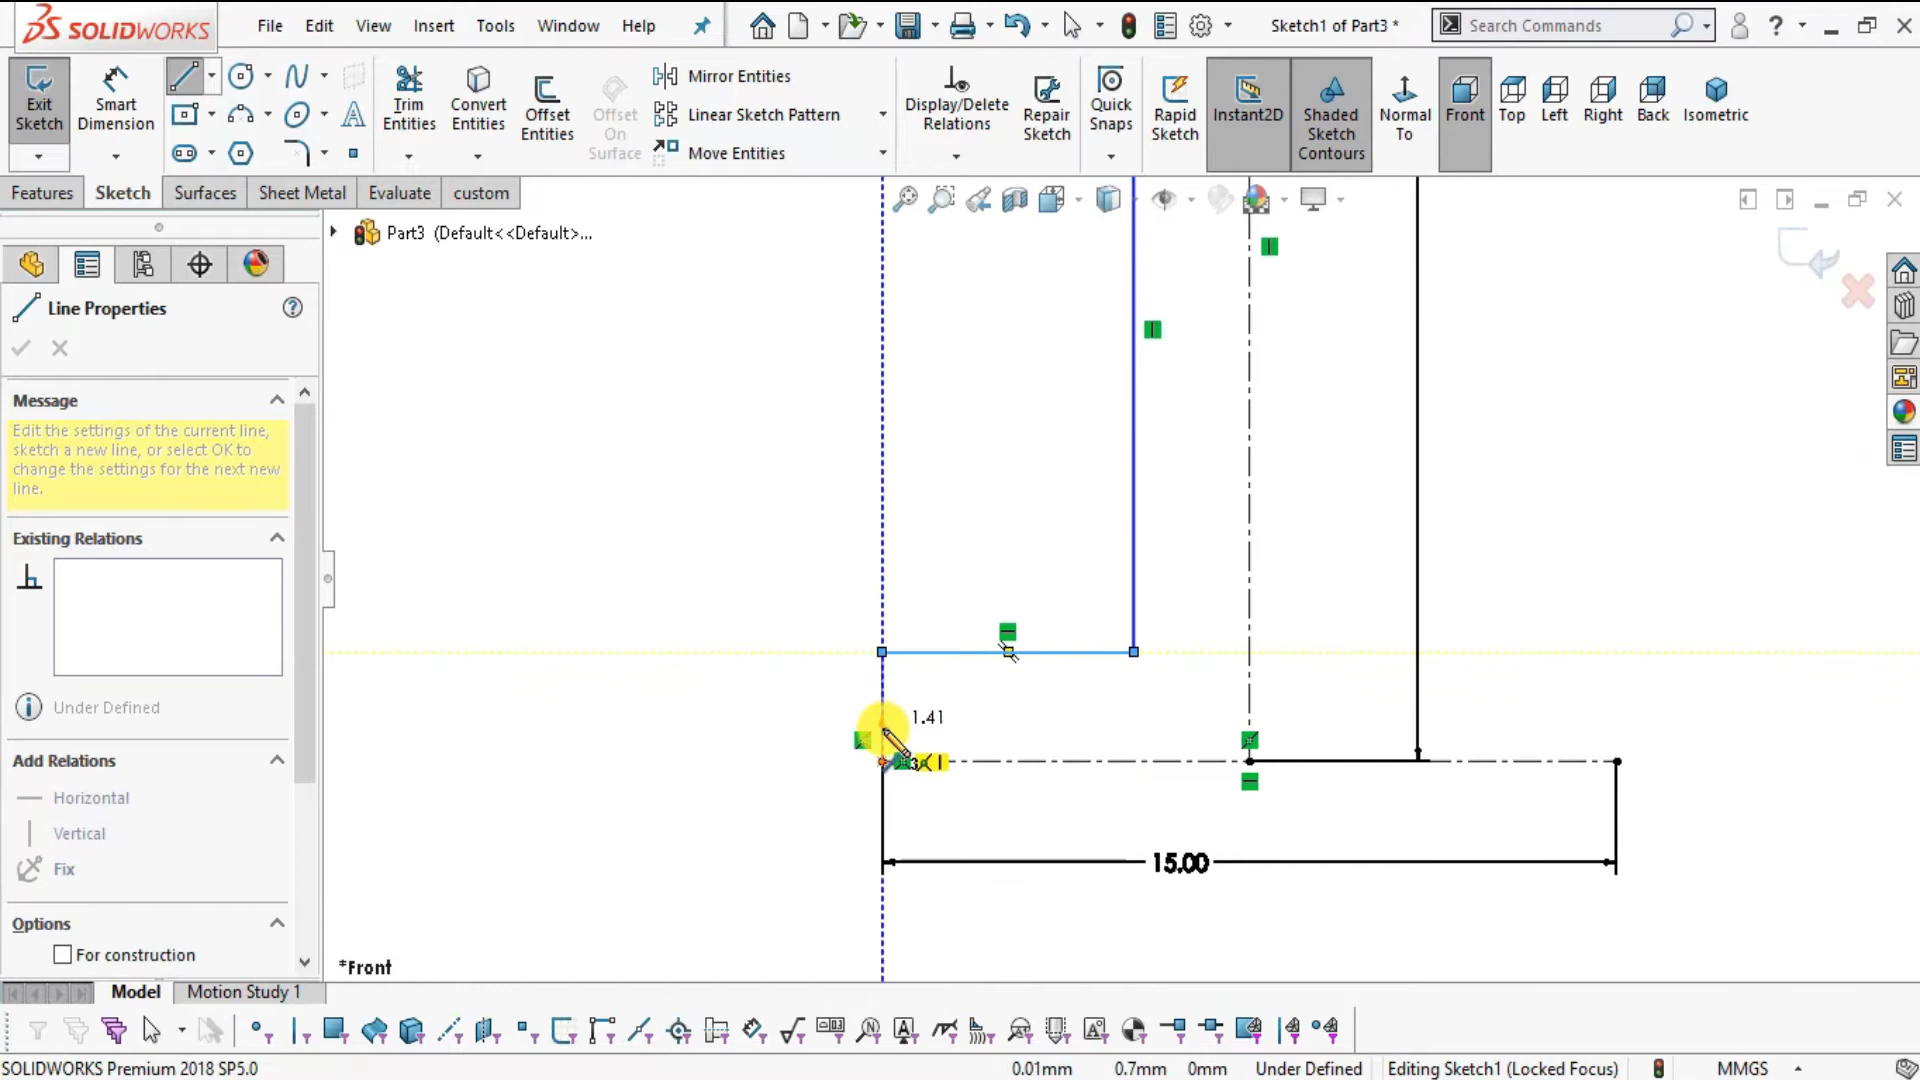 SOLIDWORKS
File Edit View Insert Tools Window Help
Sketch1 of Part3 *
Search Commands
?
Exit Sketch
Smart Dimension
Trim Entities
Convert Entities
Offset Entities
Offset On Surface
Mirror Entities
Linear Sketch Pattern
Move Entities
Display/Delete Relations
Repair Sketch
Quick Snaps
Rapid Sketch
Instant2D
Shaded Sketch Contours
Normal To
Front
Top
Left
Right
Back
Isometric
Features Sketch Surfaces Sheet Metal Evaluate custom
Part3 (Default<<Default>...
Line Properties
?
Message
Edit the settings of the current line,
sketch a new line, or select OK to
change the settings for the next new
line.
Existing Relations
Under Defined
Add Relations
Horizontal
Vertical
Fix
Options
For construction
1.41
15.00
*Front
Model Motion Study 1
SOLIDWORKS Premium 2018 SP5.0
0.01mm 0.7mm 0mm Under Defined Editing Sketch1 (Locked Focus) MMGS